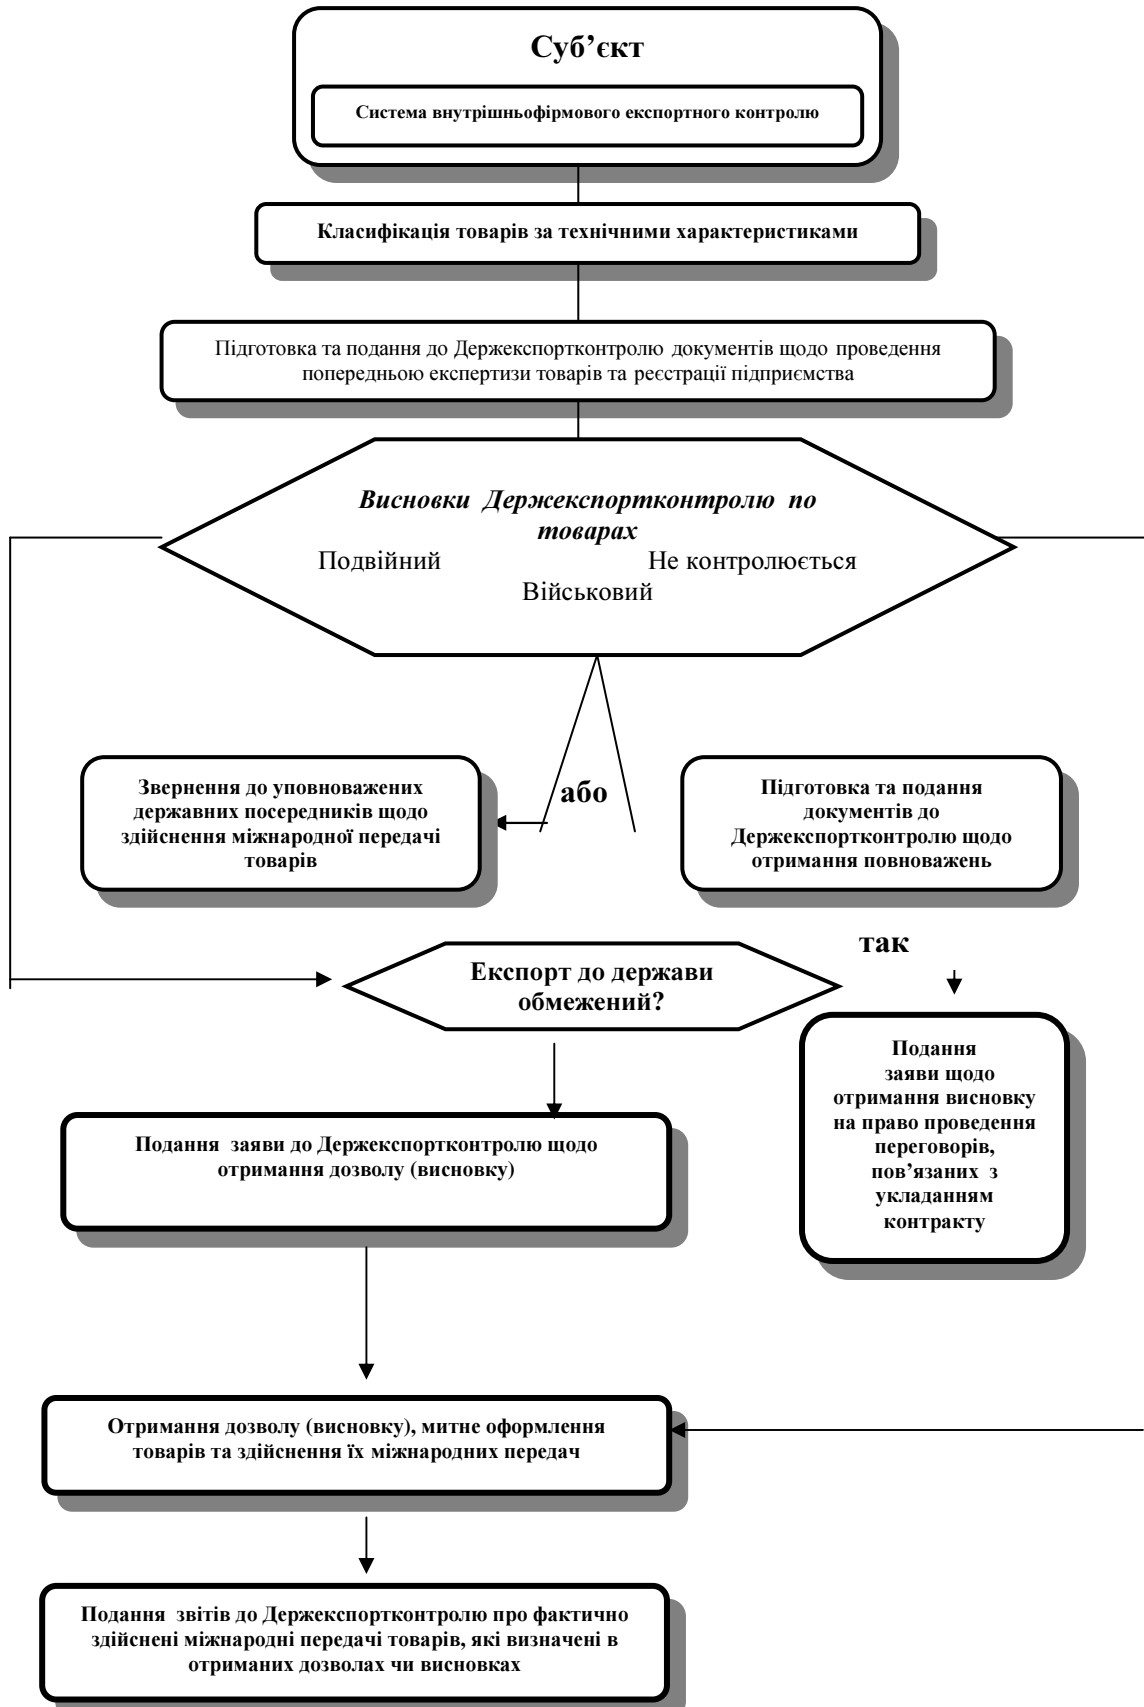 Суб’єкт
Система внутрішньофірмового експортного контролю
Класифікація товарів за технічними характеристиками
Підготовка та подання до Держекспортконтролю документів щодо проведення
попередньою експертизи товарів та реєстрації підприємства
Висновки Держекспортконтролю по
товарах
Подвійний Не контролюється
Військовий
Звернення до уповноважених
державних посередників щодо
здійснення міжнародної передачі
товарів
або
Підготовка та подання
документів до
Держекспортконтролю щодо
отримання повноважень
так
Експорт до держави
обмежений?
Подання
заяви щодо
отримання висновку
на право проведення
переговорів,
пов’язаних з
укладанням
контракту
Подання заяви до Держекспортконтролю щодо
отримання дозволу (висновку)
Отримання дозволу (висновку), митне оформлення
товарів та здійснення їх міжнародних передач
Подання звітів до Держекспортконтролю про фактично
здійснені міжнародні передачі товарів, які визначені в
отриманих дозволах чи висновках